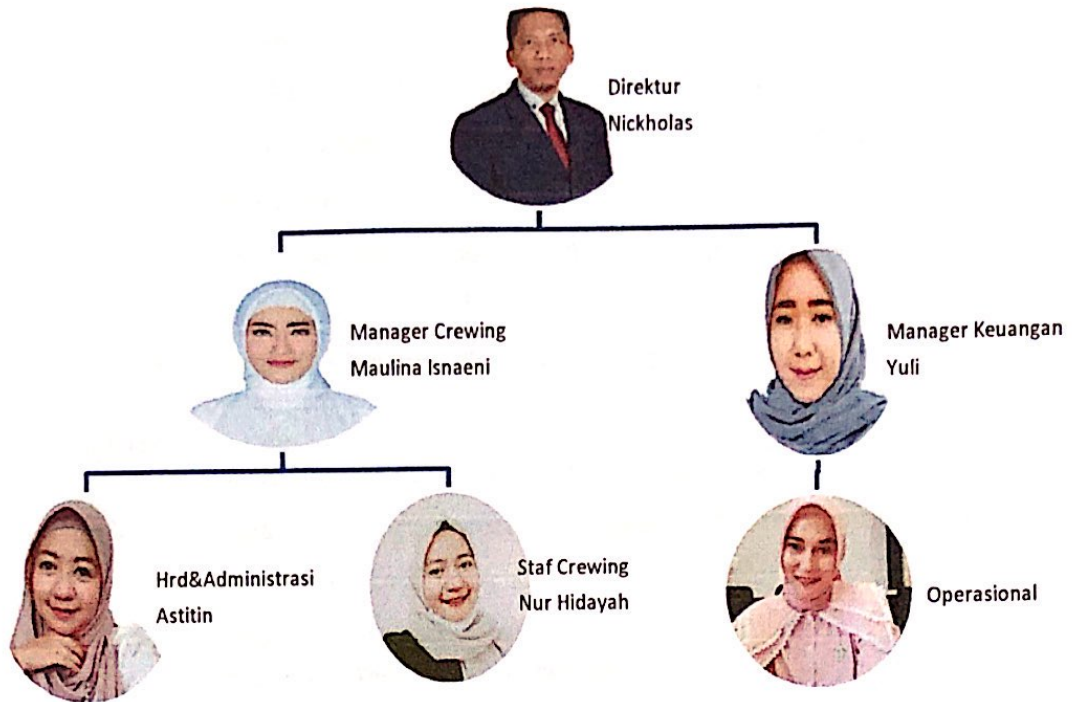 Direktur
Nickholas
Manager Crewing
Maulina Isnaeni
Manager Keuangan
Yuli
Hrd&Administrasi
Astitin
Staf Crewing
Nur Hidayah
Operasional